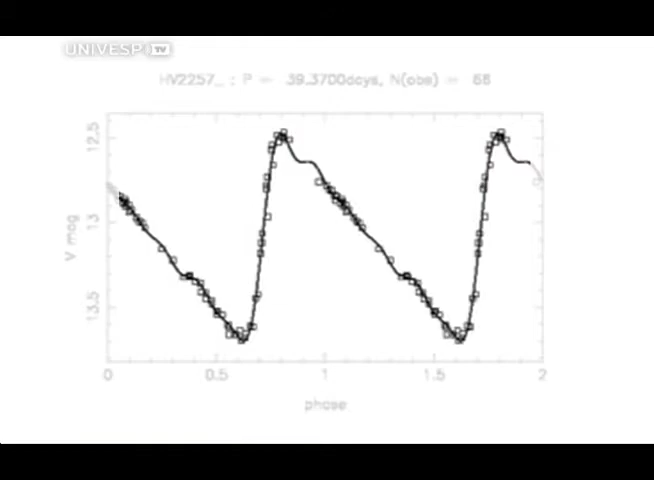 UNIVESP TV
HV2257_ : P = 39.3700days, N(obs) = 68
12.5
13
13.5
V mag
0 0.5 1 1.5 2
phase